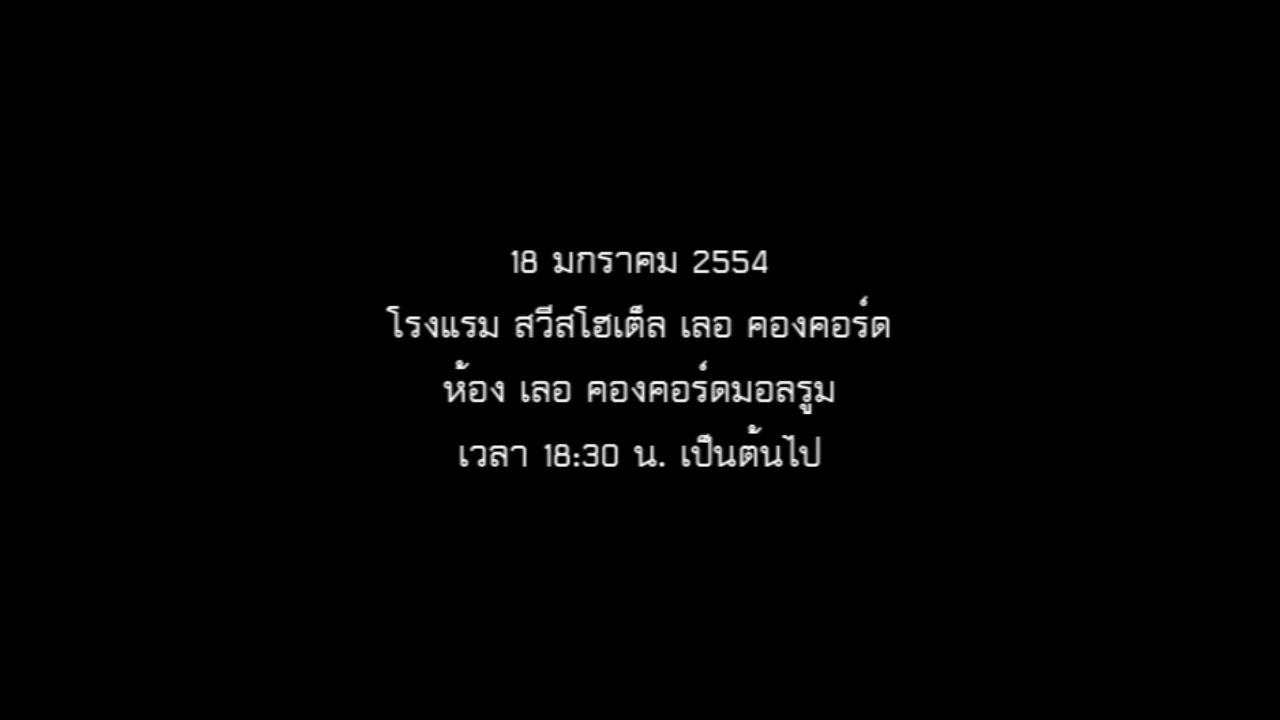 18 มกราคม 2554
โรงแรม สวีสโฮเต็ล เลอ คองคอร์ด
ห้อง เลอ คองคอร์ดมอลรูม
เวลา 18:30 น. เป็นต้นไป